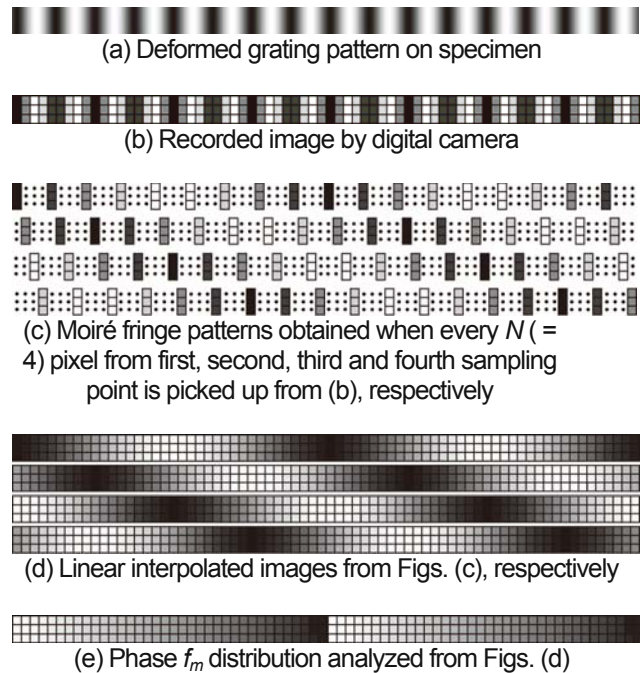 (a) Deformed grating pattern on specimen
(b) Recorded image by digital camera
(c) Moiré fringe patterns obtained when every N ( =
4) pixel from first, second, third and fourth sampling
point is picked up from (b), respectively
(d) Linear interpolated images from Figs. (c), respectively
(e) Phase fm distribution analyzed from Figs. (d)